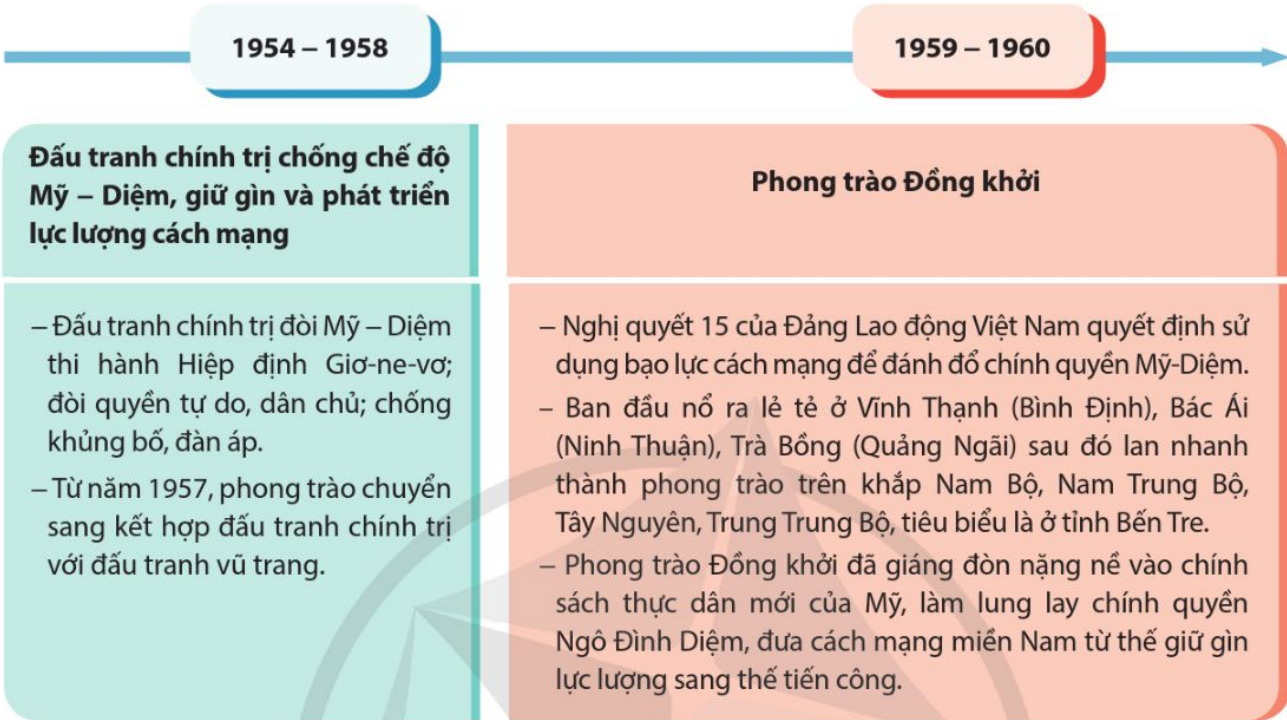 1954 – 1958
1959 – 1960
Đấu tranh chính trị chống chế độ
Mỹ – Diệm, giữ gìn và phát triển
lực lượng cách mạng
Phong trào Đồng khởi
– Đấu tranh chính trị đòi Mỹ – Diệm
thi hành Hiệp định Giơ-ne-vơ;
đòi quyền tự do, dân chủ; chống
khủng bố, đàn áp.
– Từ năm 1957, phong trào chuyển
sang kết hợp đấu tranh chính trị
với đấu tranh vũ trang.
– Nghị quyết 15 của Đảng Lao động Việt Nam quyết định sử
dụng bạo lực cách mạng để đánh đổ chính quyền Mỹ-Diệm.
– Ban đầu nổ ra lẻ tẻ ở Vĩnh Thạnh (Bình Định), Bác Ái
(Ninh Thuận), Trà Bồng (Quảng Ngãi) sau đó lan nhanh
thành phong trào trên khắp Nam Bộ, Nam Trung Bộ,
Tây Nguyên, Trung Trung Bộ, tiêu biểu là ở tỉnh Bến Tre.
– Phong trào Đồng khởi đã giáng đòn nặng nề vào chính
sách thực dân mới của Mỹ, làm lung lay chính quyền
Ngô Đình Diệm, đưa cách mạng miền Nam từ thế giữ gìn
lực lượng sang thế tiến công.